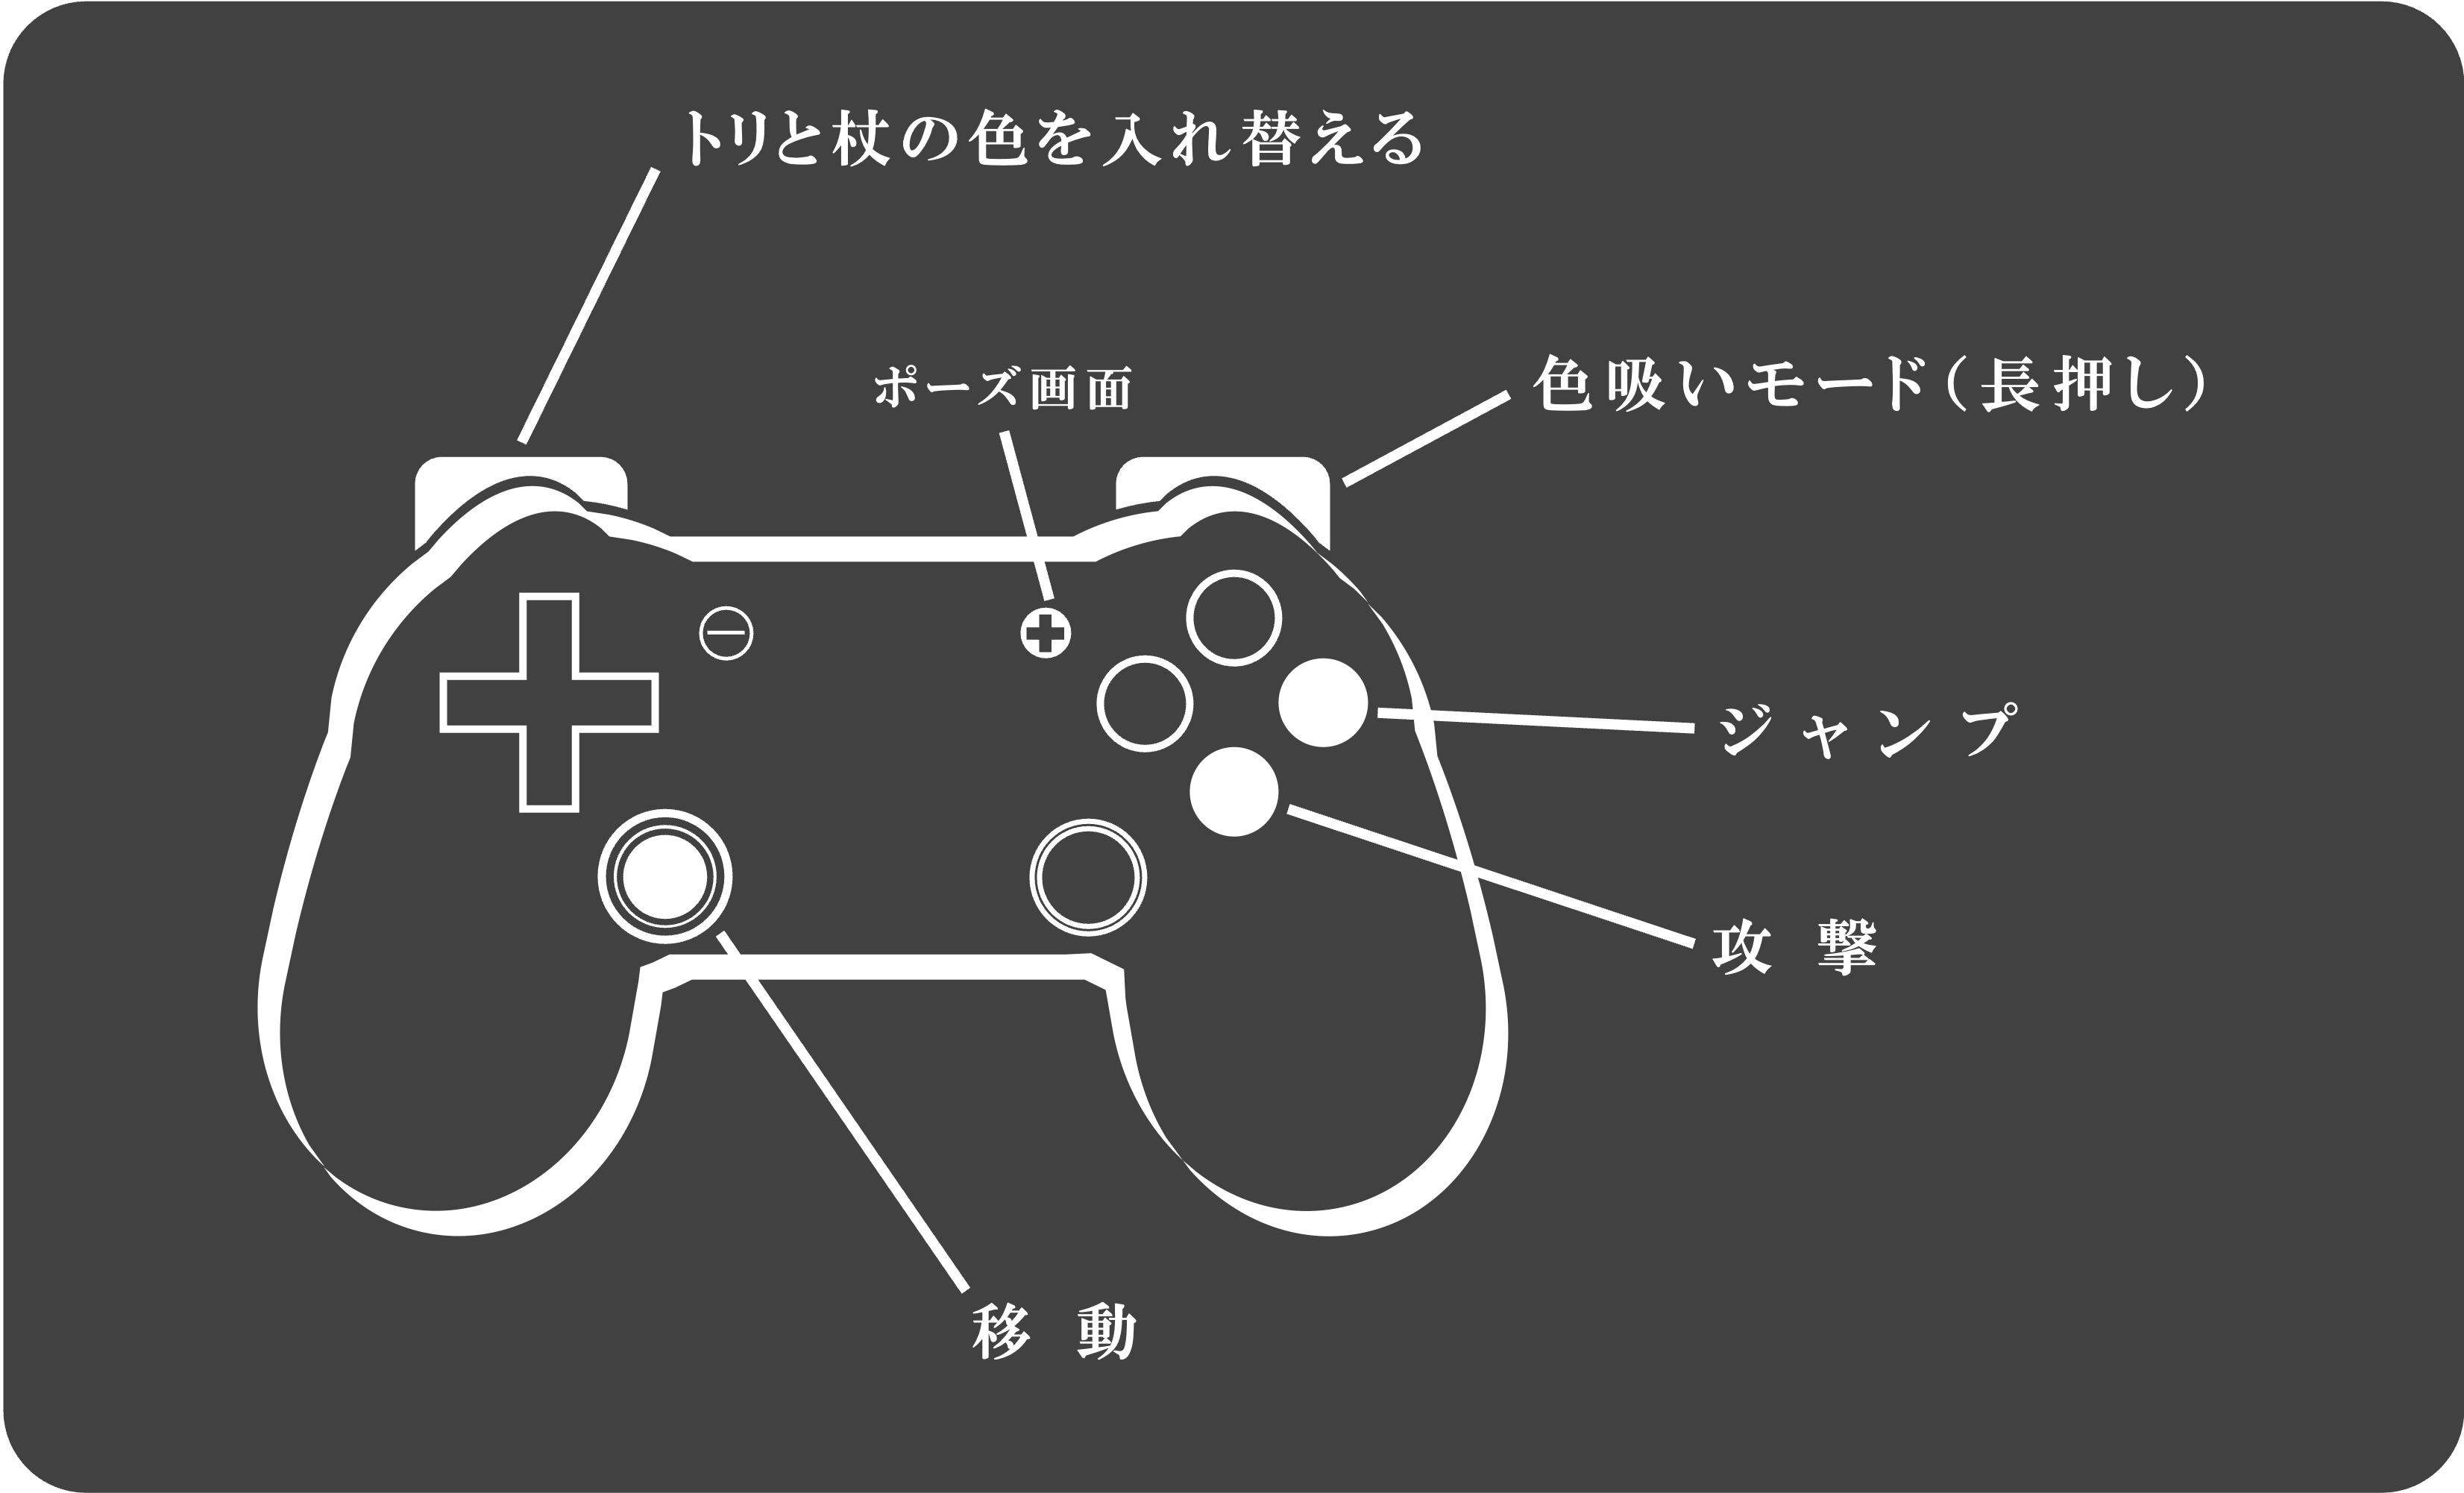 トリと杖の色を入れ替える
ポーズ画面
色吸いモード(長押し)
ジャンプ
攻撃
移動